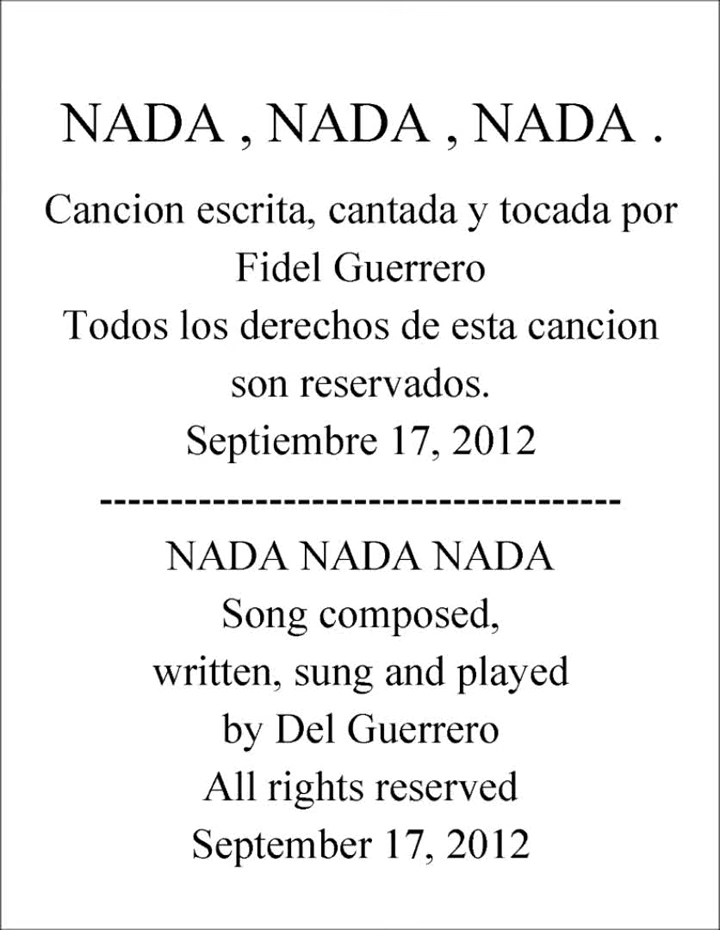 NADA , NADA , NADA .
Cancion escrita, cantada y tocada por
Fidel Guerrero
Todos los derechos de esta cancion
son reservados.
Septiembre 17, 2012
-------------------------------------
NADA NADA NADA
Song composed,
written, sung and played
by Del Guerrero
All rights reserved
September 17, 2012